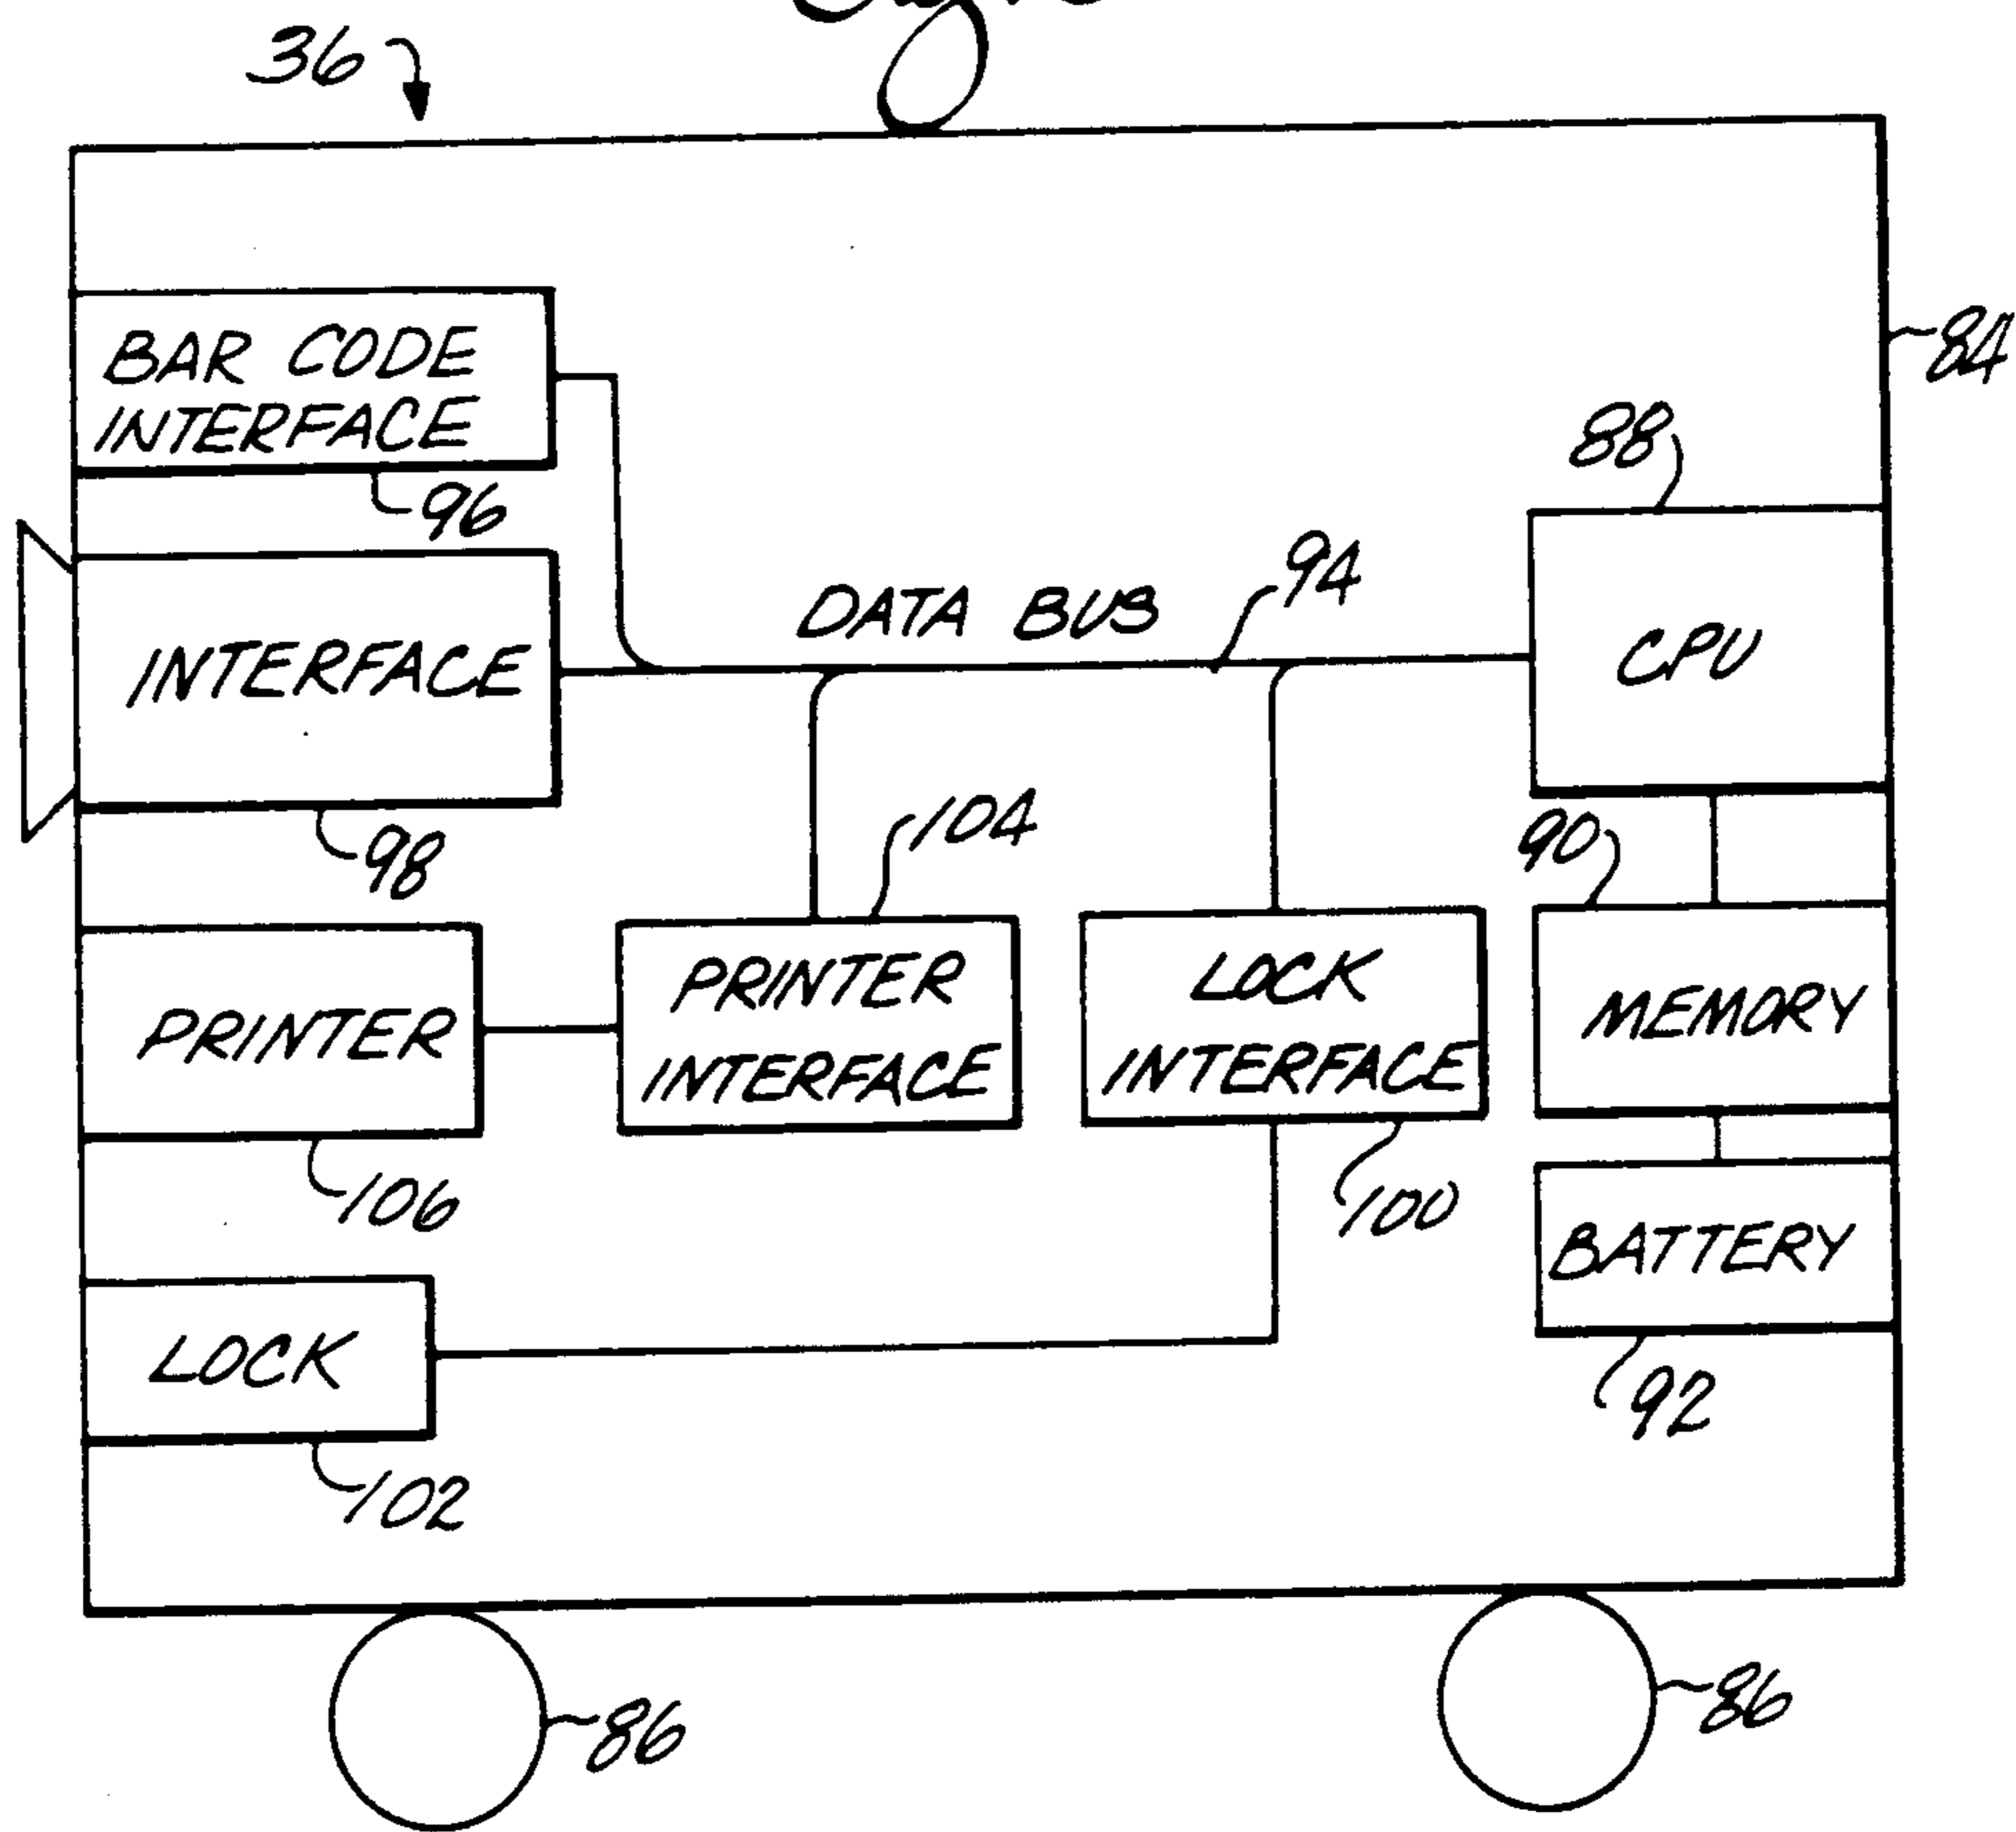 36
84
BAR CODE
INTERFACE
96
88
DATA BUS
94
CPU
INTERFACE
98
104
90
PRINTER
INTERFACE
LOCK
INTERFACE
MEMORY
PRINTER
106
100
BATTERY
LOCK
92
102
86
86